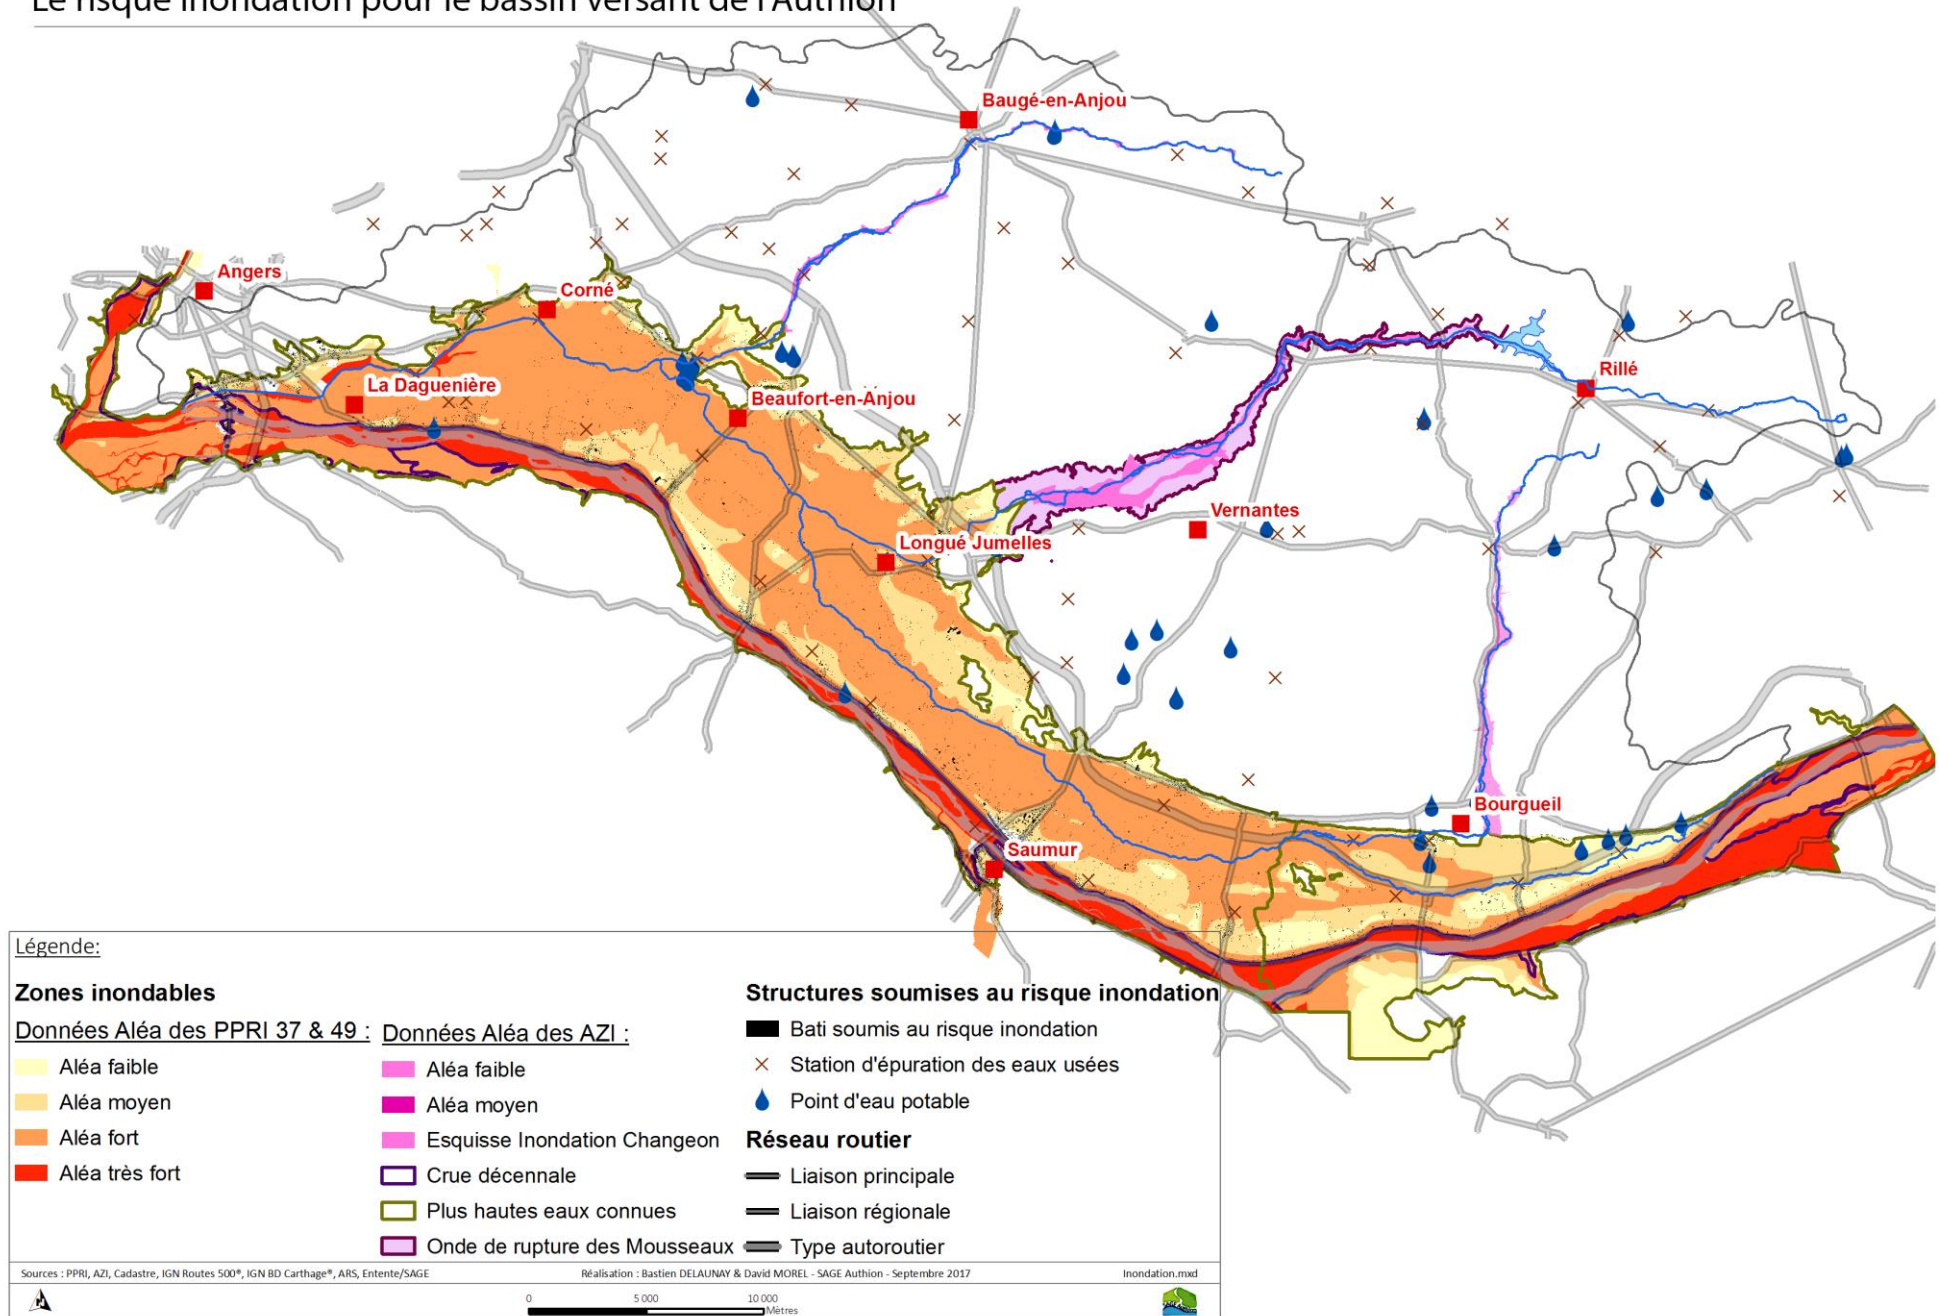 Le risque inondation pour le bassin versant de l'Authion
Baugé-en-Anjou
Angers
Corné
La Daguenière
Beaufort-en-Anjou
Rillé
Vernantes
Longué Jumelles
Bourgueil
Saumur
Légende:
Zones inondables
Données Aléa des PPRI 37 & 49 :
Aléa faible
Aléa moyen
Aléa fort
Aléa très fort
Données Aléa des AZI :
Aléa faible
Aléa moyen
Esquisse Inondation Changeon
Crue décennale
Plus hautes eaux connues
Onde de rupture des Mousseaux
Structures soumises au risque inondation
Bati soumis au risque inondation
Station d'épuration des eaux usées
Point d'eau potable
Réseau routier
Liaison principale
Liaison régionale
Type autoroutier
Sources : PPRI, AZI, Cadastre, IGN Routes 500®, IGN BD Carthage®, ARS, Entente/SAGE
Réalisation : Bastien DELAUNAY & David MOREL - SAGE Authion - Septembre 2017
Inondation.mxd
0 5 000 10 000
Mètres